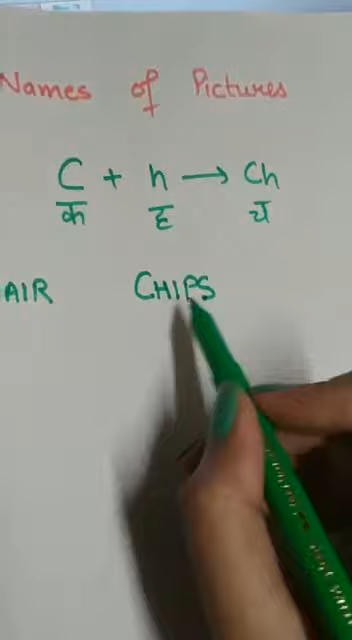 Names of Pictures
C + h → Ch
क ह च
AIR CHIPS